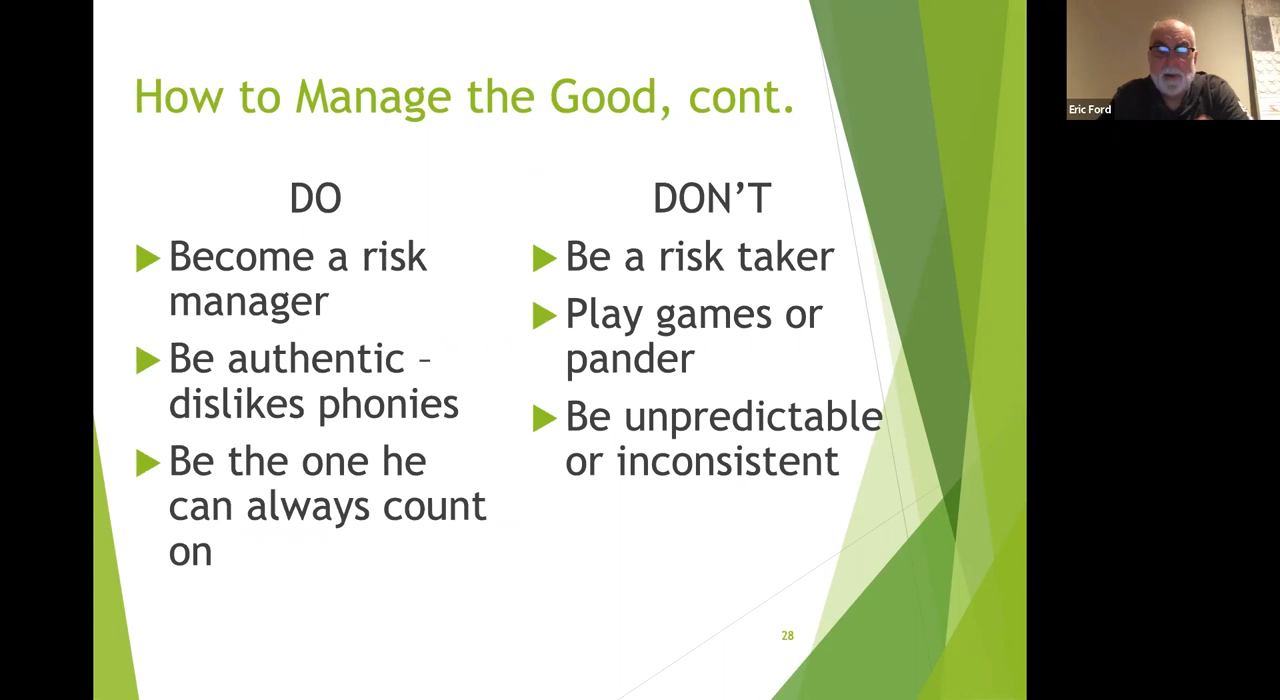 How to Manage the Good, cont.
DO
Become a risk
manager
Be authentic –
dislikes phonies
Be the one he
can always count
on
DON’T
Be a risk taker
Play games or
pander
Be unpredictable
or inconsistent
28
Eric Ford